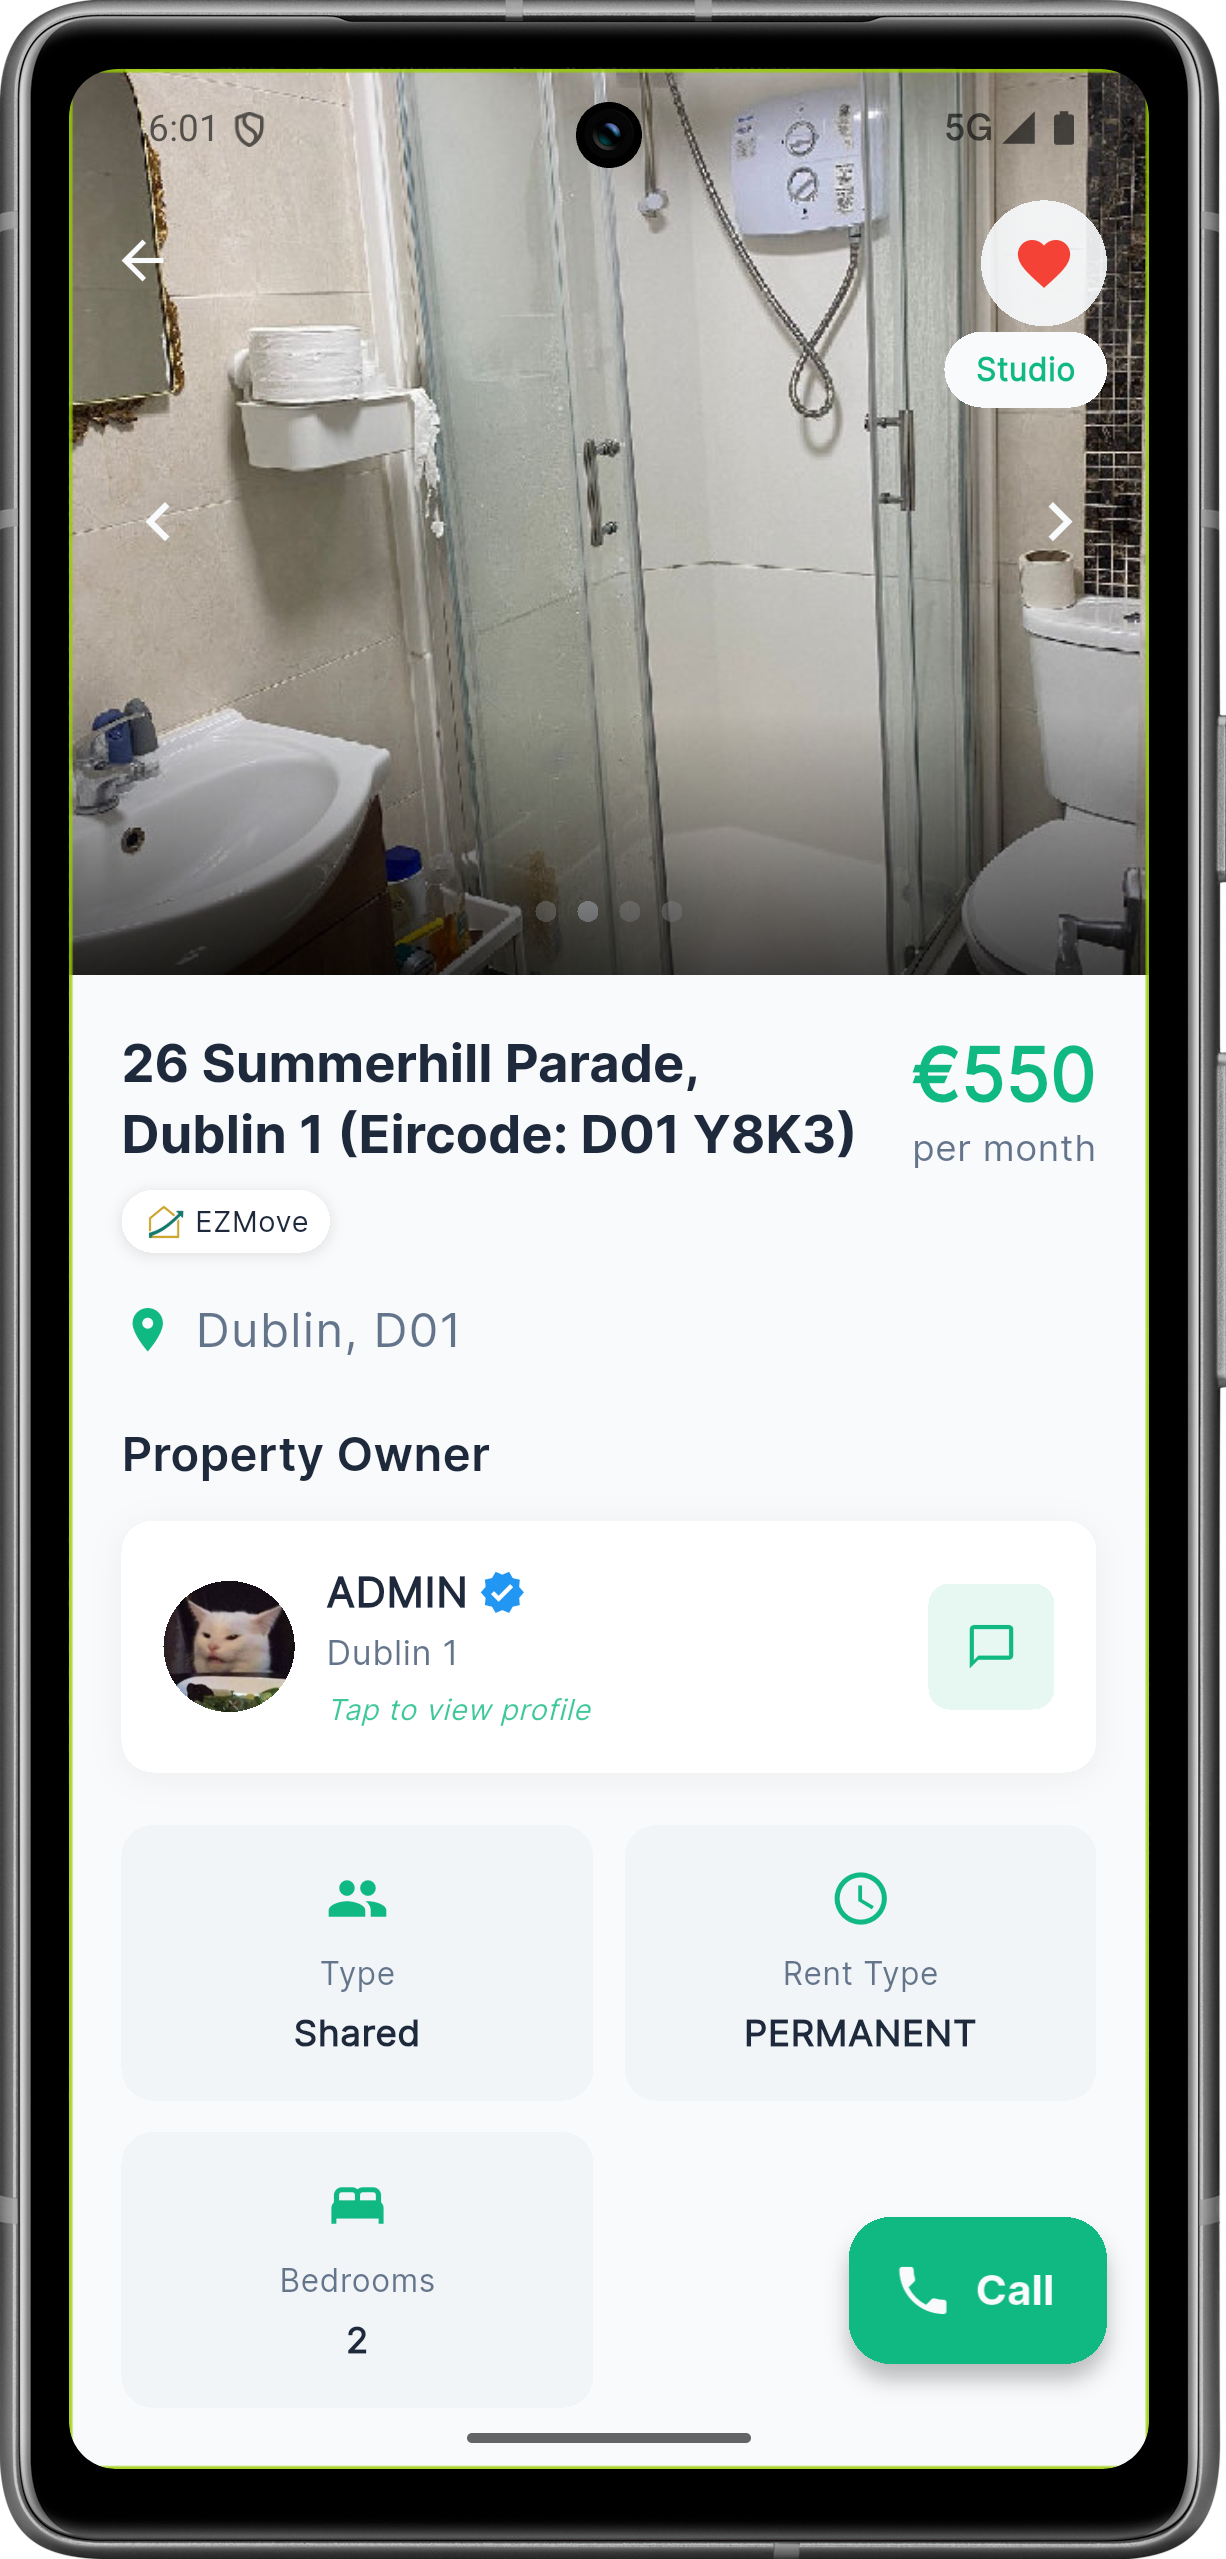 6:01
5G
Studio
26 Summerhill Parade,
Dublin 1 (Eircode: D01 Y8K3)
€550
per month
EZMove
Dublin, D01
Property Owner
ADMIN
Dublin 1
Tap to view profile
Type
Shared
Rent Type
PERMANENT
Bedrooms
2
Call